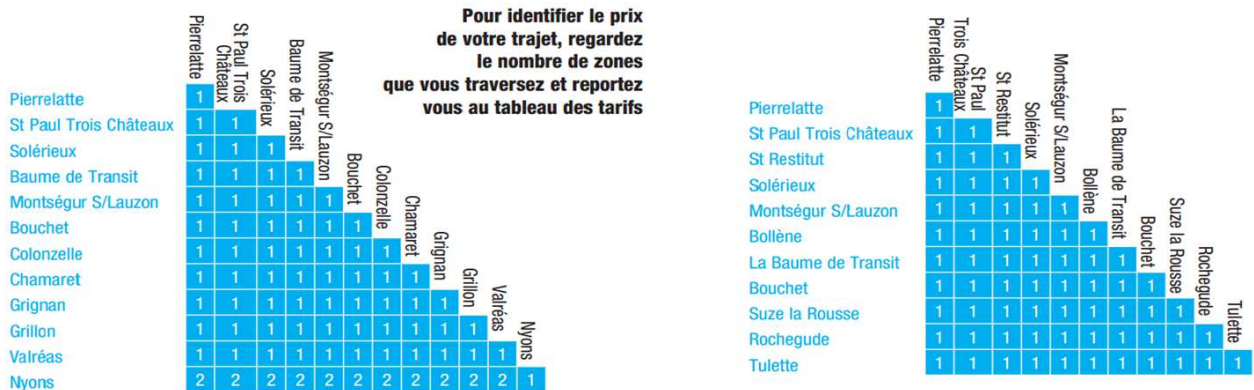 Pour identifier le prix
de votre trajet, regardez
le nombre de zones
que vous traversez et reportez
vous au tableau des tarifs
Pierrelatte
St Paul Trois
Châteaux
Solérieux
Baume de Transit
Montségur S/Lauzon
Bouchet
Colonzelle
Chamaret
Grignan
Grillon
Valréas
Nyons
Pierrelatte 1
St Paul Trois Châteaux 1 1
Solérieux 1 1 1
Baume de Transit 1 1 1 1
Montségur S/Lauzon 1 1 1 1 1
Bouchet 1 1 1 1 1 1
Colonzelle 1 1 1 1 1 1 1
Chamaret 1 1 1 1 1 1 1 1
Grignan 1 1 1 1 1 1 1 1 1
Grillon 1 1 1 1 1 1 1 1 1 1
Valréas 1 1 1 1 1 1 1 1 1 1 1
Nyons 2 2 2 2 2 2 2 2 2 2 2 1
Pierrelatte
Trois Châteaux
St Paul
St Restitut
Solérieux
Montségur S/Lauzon
Bollène
La Baume de Transit
Bouchet
Suze la Rousse
Rochegude
Tulette
Pierrelatte 1
St Paul Trois Châteaux 1 1
St Restitut 1 1 1
Solérieux 1 1 1 1
Montségur S/Lauzon 1 1 1 1 1
Bollène 1 1 1 1 1 1
La Baume de Transit 1 1 1 1 1 1 1
Bouchet 1 1 1 1 1 1 1 1
Suze la Rousse 1 1 1 1 1 1 1 1 1
Rochegude 1 1 1 1 1 1 1 1 1 1
Tulette 1 1 1 1 1 1 1 1 1 1 1